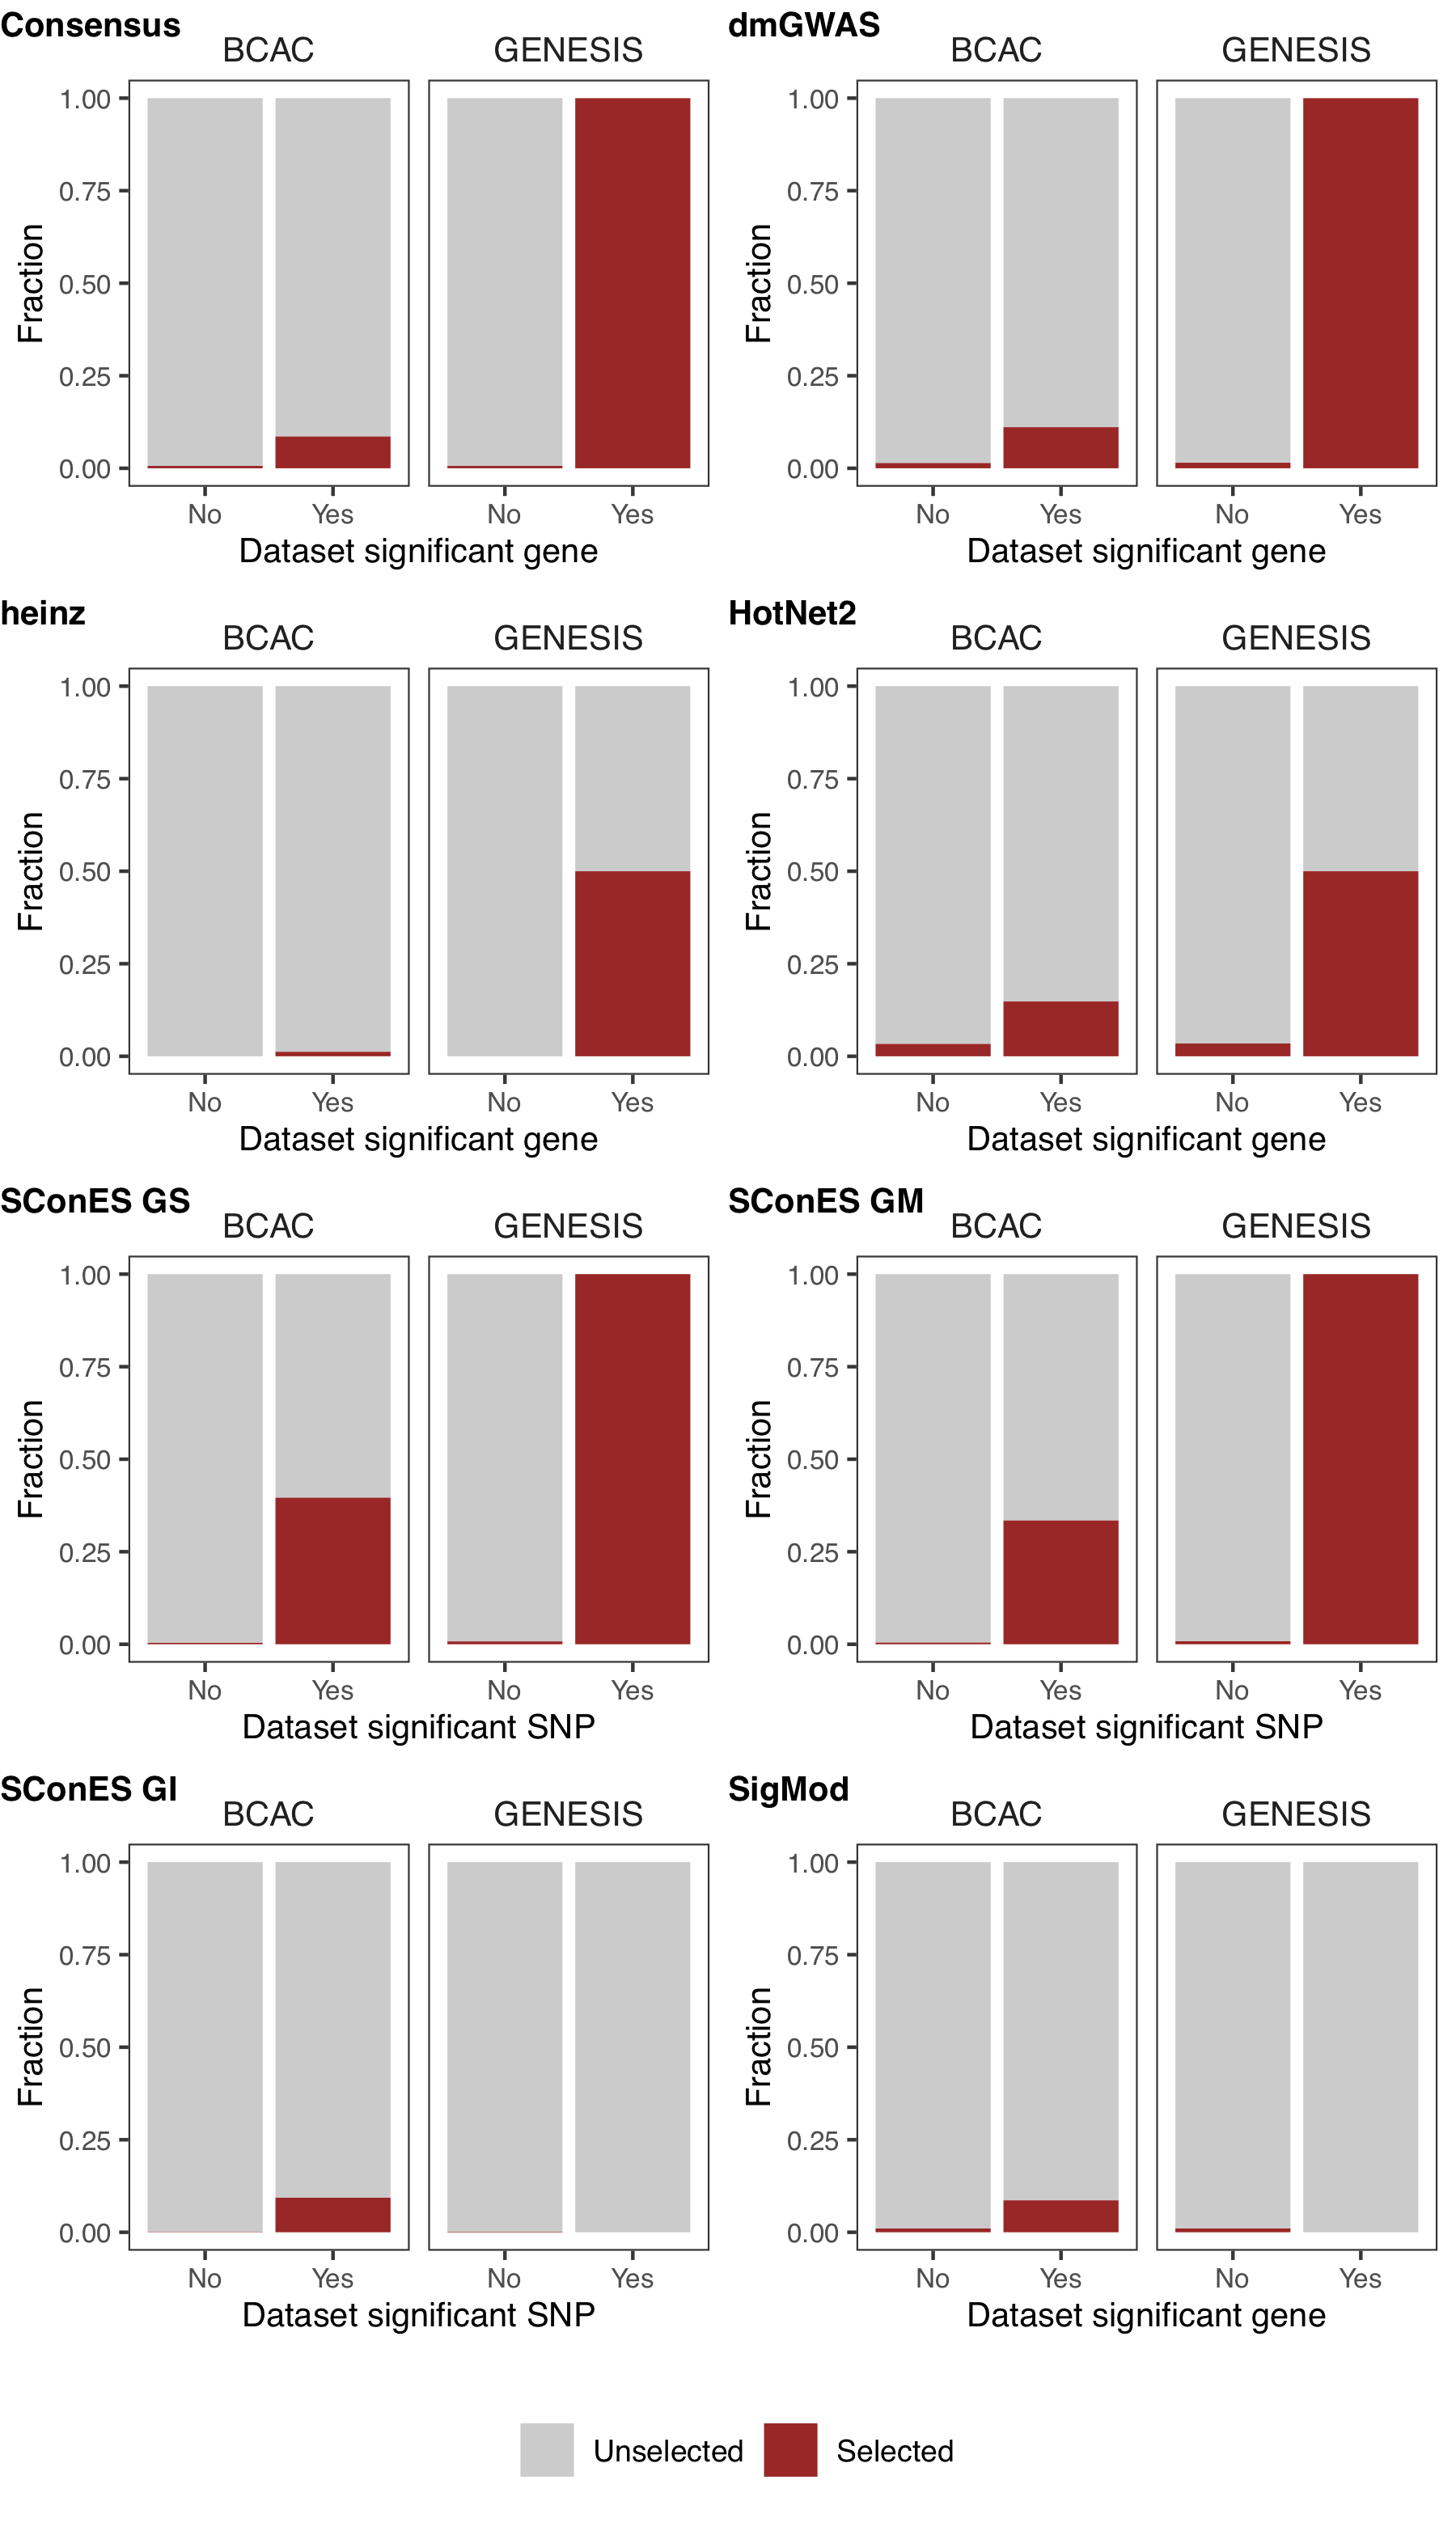 Consensus
BCAC GENESIS
1.00
0.75
0.50
0.25
0.00
Fraction
No Yes No Yes
Dataset significant gene
dmGWAS
BCAC GENESIS
1.00
0.75
0.50
0.25
0.00
Fraction
No Yes No Yes
Dataset significant gene
heinz
BCAC GENESIS
1.00
0.75
0.50
0.25
0.00
Fraction
No Yes No Yes
Dataset significant gene
HotNet2
BCAC GENESIS
1.00
0.75
0.50
0.25
0.00
Fraction
No Yes No Yes
Dataset significant gene
SConES GS
BCAC GENESIS
1.00
0.75
0.50
0.25
0.00
Fraction
No Yes No Yes
Dataset significant SNP
SConES GM
BCAC GENESIS
1.00
0.75
0.50
0.25
0.00
Fraction
No Yes No Yes
Dataset significant SNP
SConES GI
BCAC GENESIS
1.00
0.75
0.50
0.25
0.00
Fraction
No Yes No Yes
Dataset significant SNP
SigMod
BCAC GENESIS
1.00
0.75
0.50
0.25
0.00
Fraction
No Yes No Yes
Dataset significant gene
Unselected Selected